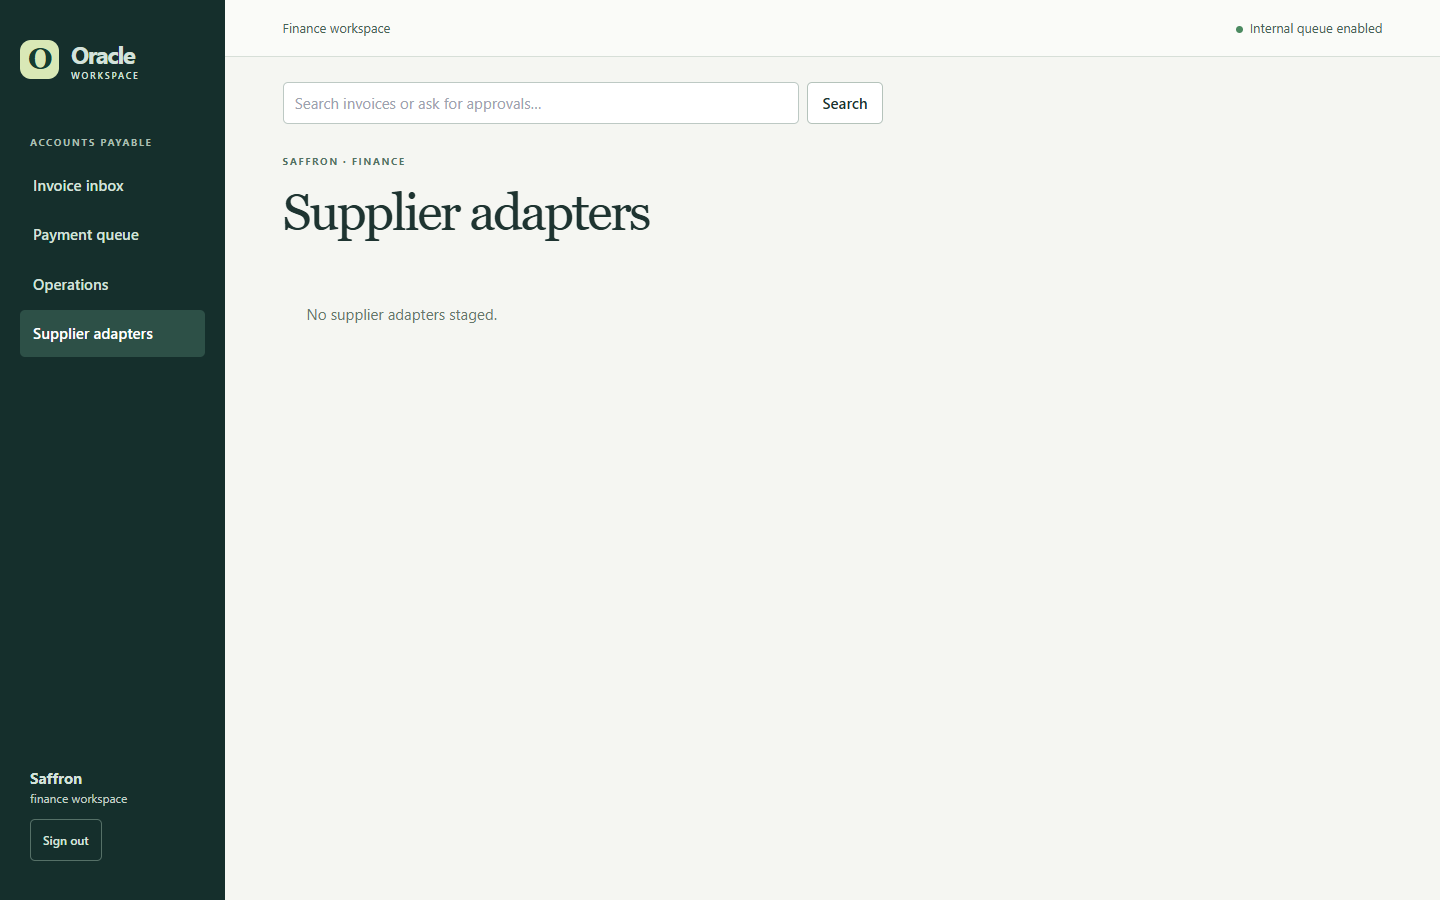 O
Oracle
WORKSPACE
ACCOUNTS PAYABLE
Invoice inbox
Payment queue
Operations
Supplier adapters
Saffron
finance workspace
Sign out
Finance workspace
Internal queue enabled
Search invoices or ask for approvals...
Search
SAFFRON · FINANCE
Supplier adapters
No supplier adapters staged.